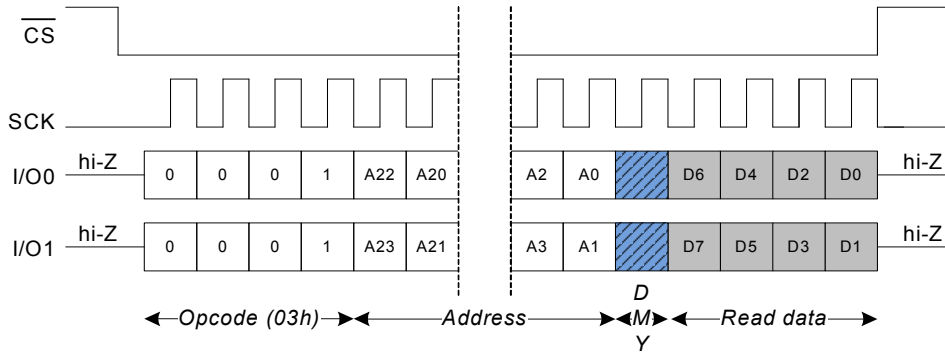 CS
SCK
I/O0 hi-Z 0 0 0 1 A22 A20 A2 A0 D6 D4 D2 D0 hi-Z
I/O1 hi-Z 0 0 0 1 A23 A21 A3 A1 D7 D5 D3 D1 hi-Z
Opcode (03h) Address D M Y Read data